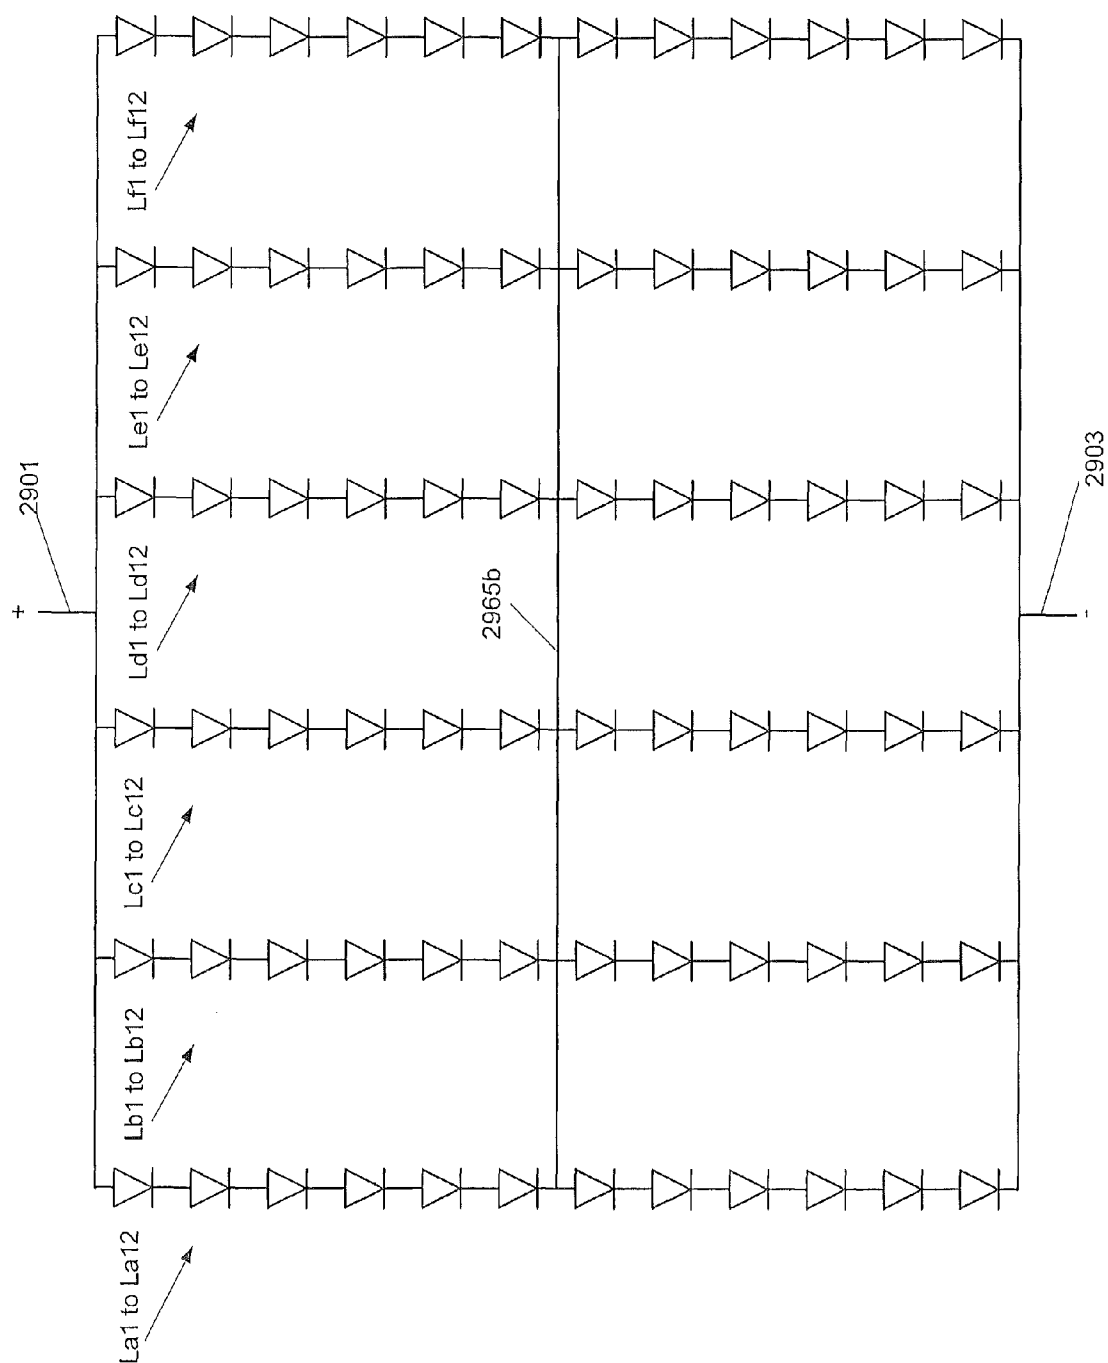 +
2901
Lf1 to Lf12
Le1 to Le12
Ld1 to Ld12
Lc1 to Lc12
Lb1 to Lb12
La1 to La12
2965b
2903
-